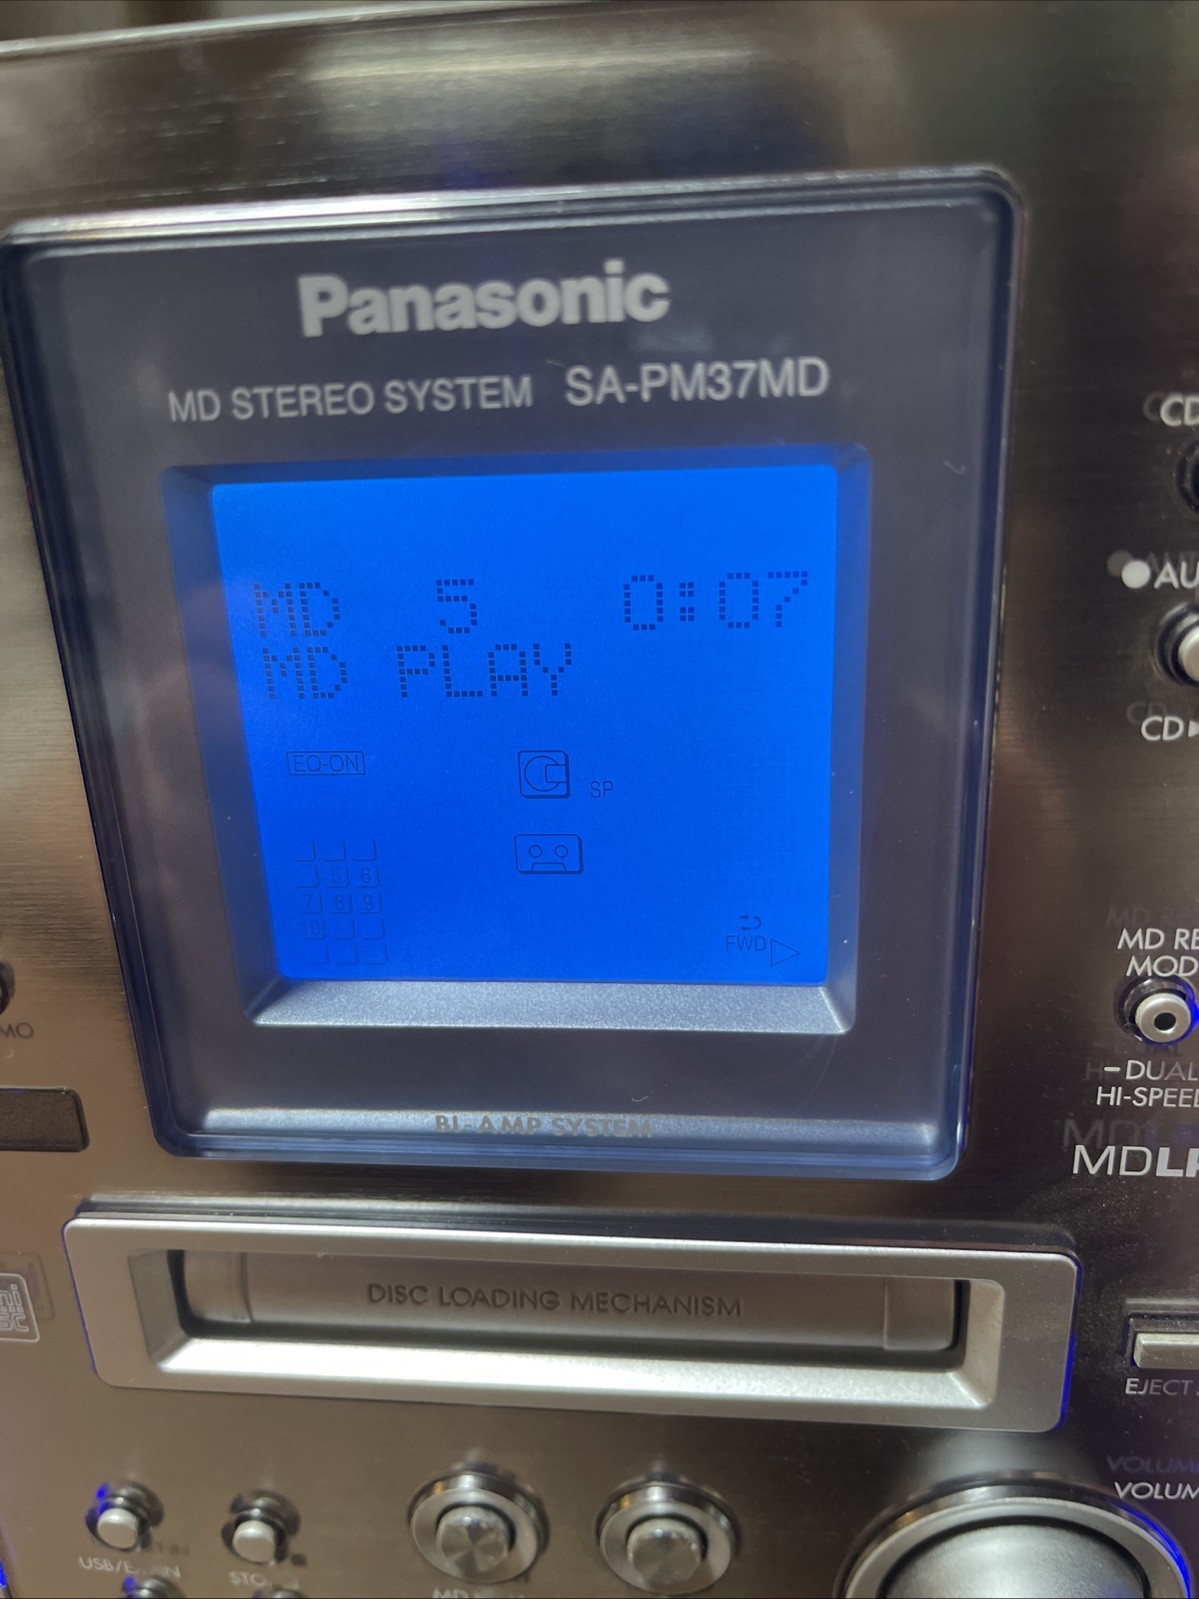 Panasonic
MD STEREO SYSTEM SA-PM37MD
MD 5 0:07
MD PLAY
EQ-ON
SP
5 6
7 8 9
10
FWD
BI-AMP SYSTEM
DISC LOADING MECHANISM
CD
AU
CD
MD RE
MOD
DUAL
HI-SPEED
MDL
EJECT
VOLUM
MO
USB/